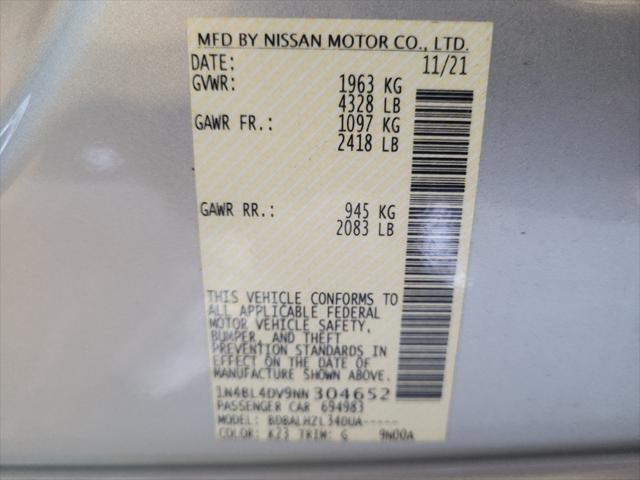 MFD BY NISSAN MOTOR CO., LTD.
DATE: 11/21
GVWR: 1963 KG
4328 LB
GAWR FR.: 1097 KG
2418 LB
GAWR RR.: 945 KG
2083 LB
THIS VEHICLE CONFORMS TO
ALL APPLICABLE FEDERAL
MOTOR VEHICLE SAFETY,
BUMPER, AND THEFT
PREVENTION STANDARDS IN
EFFECT ON THE DATE OF
MANUFACTURE SHOWN ABOVE.
1N4BL4DV9NN304652
PASSENGER CAR 694983
MODEL: BDBALHZL34DUA-----
COLOR: K23 TRIM: G 9N00A